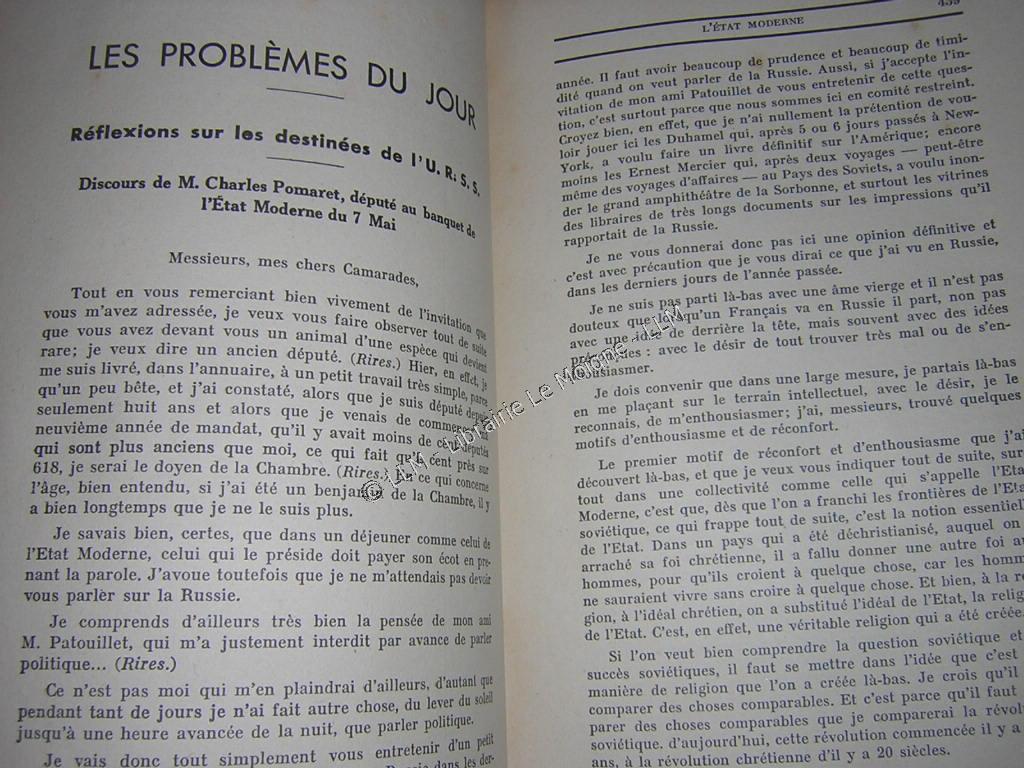 LES PROBLÈMES DU JOUR
Réflexions sur les destinées de l'U. R. S. S.
Discours de M. Charles Pomaret, député au banquet de
l'État Moderne du 7 Mai
Messieurs, mes chers Camarades,
Tout en vous remerciant bien vivement de l'invitation que
vous m'avez adressée, je veux vous faire observer tout de suite
que vous avez devant vous un animal d'une espèce qui devient
rare; je veux dire un ancien député. (Rires.) Hier, en effet, je
me suis livré, dans l'annuaire, à un petit travail très simple, parce
qu'un peu bête, et j'ai constaté, alors que je suis député depuis
seulement huit ans et alors que je venais de commencer ma
neuvième année de mandat, qu'il y avait moins de cent députés
qui sont plus anciens que moi, ce qui fait qu'à cent près sur
618, je serai le doyen de la Chambre. (Rires.) En ce qui concerne
l'âge, bien entendu, si j'ai été un benjamin de la Chambre, il y
a bien longtemps que je ne le suis plus.
Je savais bien, certes, que dans un déjeuner comme celui de
l'Etat Moderne, celui qui le préside doit payer son écot en pre-
nant la parole. J'avoue toutefois que je ne m'attendais pas devoir
vous parler sur la Russie.
Je comprends d'ailleurs très bien la pensée de mon ami
M. Patouillet, qui m'a justement interdit par avance de parler
politique... (Rires.)
Ce n'est pas moi qui m'en plaindrai d'ailleurs, d'autant que
pendant tant de jours je n'ai fait autre chose, du lever du soleil
jusqu'à une heure avancée de la nuit, que parler politique.
Je vais donc tout simplement vous entretenir d'un petit
Russie dans les der-
L'ÉTAT MODERNE
439
année. Il faut avoir beaucoup de prudence et beaucoup de timi-
dité quand on veut parler de la Russie. Aussi, si j'accepte l'in-
vitation de mon ami Patouillet de vous entretenir de cette ques-
tion, c'est surtout parce que nous sommes ici en comité restreint.
Croyez bien, en effet, que je n'ai nullement la prétention de vou-
loir jouer ici les Duhamel qui, après 5 ou 6 jours passés à New-
York, a voulu faire un livre définitif sur l'Amérique; encore
moins les Ernest Mercier qui, après deux voyages — peut-être
même des voyages d'affaires — au Pays des Soviets, a voulu inon-
der le grand amphithéâtre de la Sorbonne, et surtout les vitrines
des libraires de très longs documents sur les impressions qu'il
rapportait de la Russie.
Je ne vous donnerai donc pas ici une opinion définitive et
c'est avec précaution que je vous dirai ce que j'ai vu en Russie,
dans les derniers jours de l'année passée.
Je ne suis pas parti là-bas avec une âme vierge et il n'est pas
douteux que lorsqu'un Français va en Russie il part, non pas
avec une idée de derrière la tête, mais souvent avec des idées
: avec le désir de tout trouver très mal ou de s'en-
thousiasmer.
Je dois convenir que dans une large mesure, je partais là-bas
en me plaçant sur le terrain intellectuel, avec le désir, je le
reconnais, de m'enthousiasmer; j'ai, messieurs, trouvé quelques
motifs d'enthousiasme et de réconfort.
Le premier motif de réconfort et d'enthousiasme que j'ai
découvert là-bas, et que je veux vous indiquer tout de suite, sur-
tout dans une collectivité comme celle qui s'appelle l'Etat
Moderne, c'est que, dès que l'on a franchi les frontières de l'Etat
soviétique, ce qui frappe tout de suite, c'est la notion essentielle
de l'Etat. Dans un pays qui a été déchristianisé, auquel on a
arraché sa foi chrétienne, il a fallu donner une autre foi aux
hommes, pour qu'ils croient à quelque chose, car les hommes
ne sauraient vivre sans croire à quelque chose. Et bien, à la reli-
gion, à l'idéal chrétien, on a substitué l'idéal de l'Etat, la religion
de l'Etat. C'est, en effet, une véritable religion qui a été créée.
Si l'on veut bien comprendre la question soviétique et
succès soviétiques, il faut se mettre dans l'idée que c'est
manière de religion que l'on a créée là-bas. Je crois qu'il
comparer des choses comparables. Et c'est parce qu'il faut
parer des choses comparables que je comparerai la révol
soviétique. d'aujourd'hui, cette révolution commencée il y a
ans, à la révolution chrétienne d'il y a 20 siècles.
© LLM - Librairie Le Moine - LLM